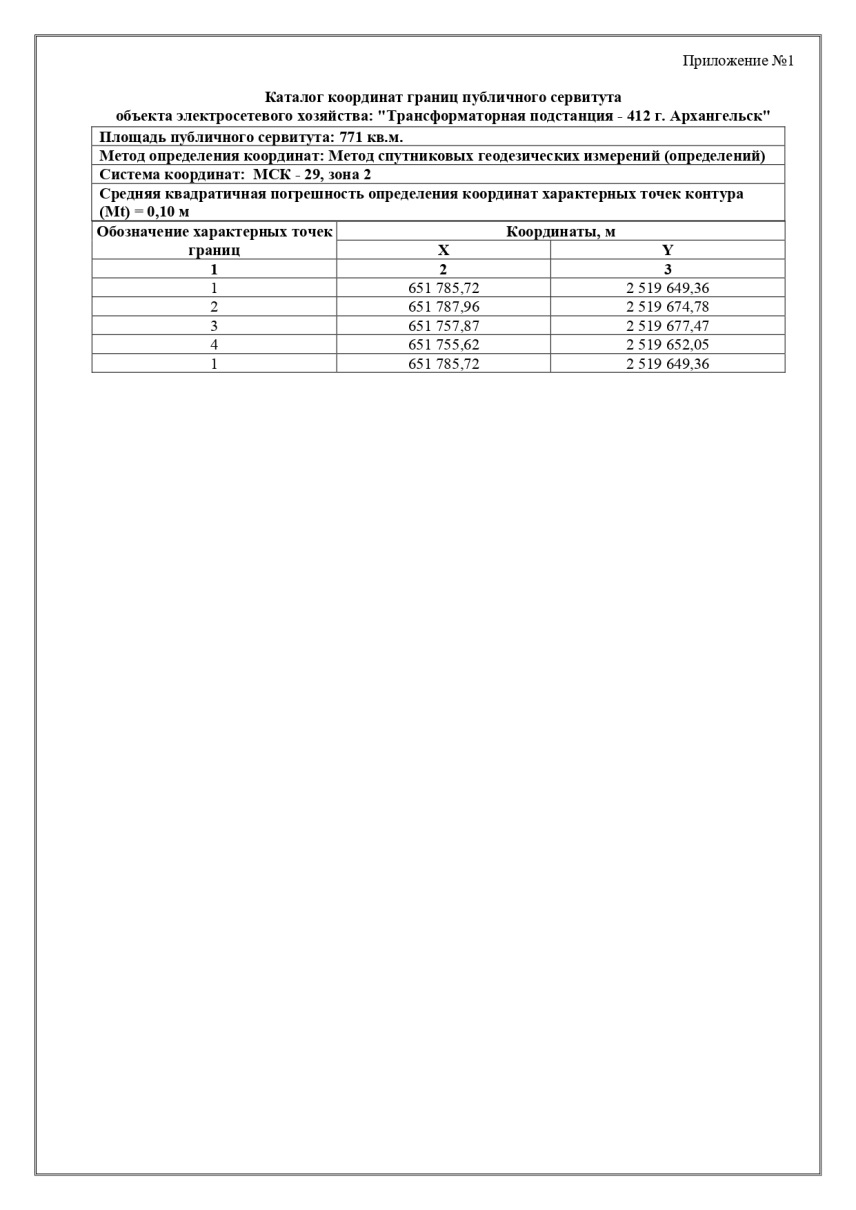 Приложение №1
Каталог координат границ публичного сервитута
объекта электросетевого хозяйства: "Трансформаторная подстанция - 412 г. Архангельск"
Площадь публичного сервитута: 771 кв.м.
Метод определения координат: Метод спутниковых геодезических измерений (определений)
Система координат: МСК - 29, зона 2
Средняя квадратичная погрешность определения координат характерных точек контура
(Mt) = 0,10 м
Обозначение характерных точек границ Координаты, м
X Y
1 2 3
1 651 785,72 2 519 649,36
2 651 787,96 2 519 674,78
3 651 757,87 2 519 677,47
4 651 755,62 2 519 652,05
1 651 785,72 2 519 649,36